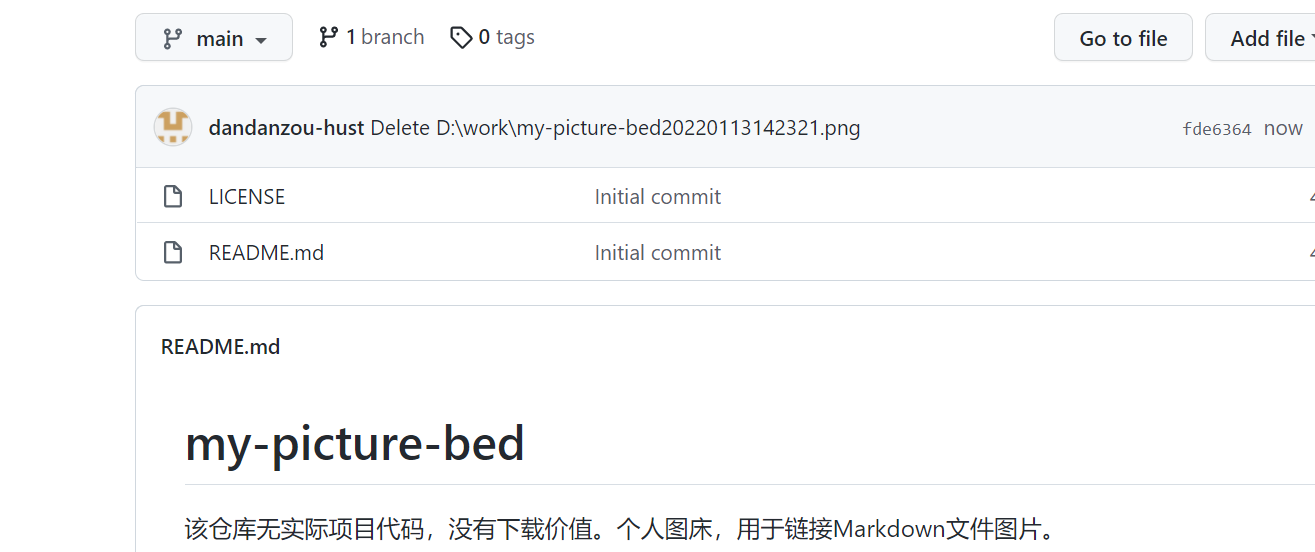 main 1 branch 0 tags Go to file Add file
dandanzou-hust Delete D:\work\my-picture-bed20220113142321.png fde6364 now
LICENSE Initial commit
README.md Initial commit
README.md
my-picture-bed
该仓库无实际项目代码，没有下载价值。个人图床，用于链接Markdown文件图片。